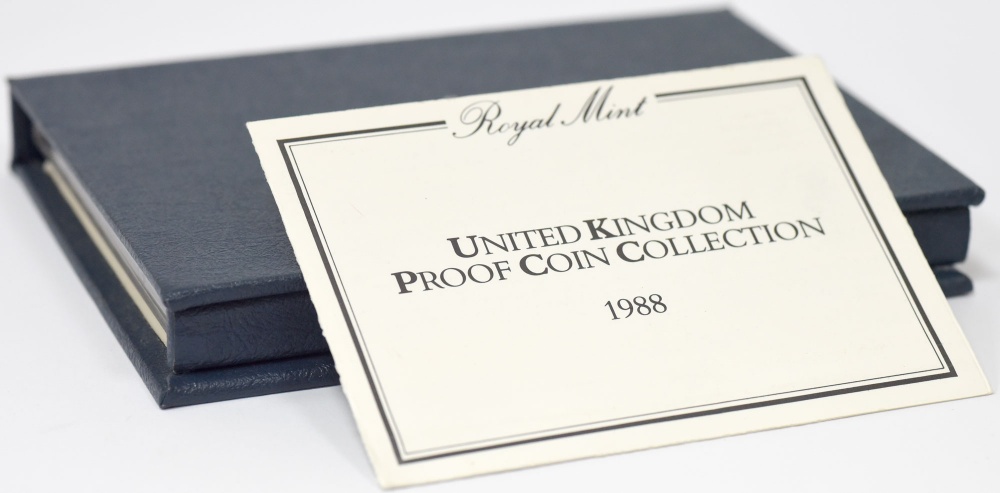 Royal Mint
UNITED KINGDOM
PROOF COIN COLLECTION
1988